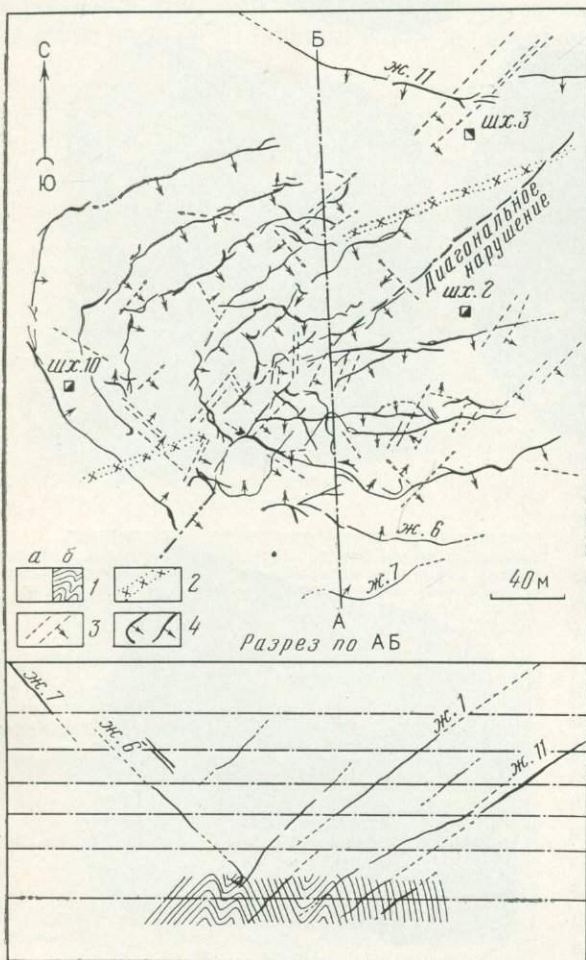 С
Ю
Б
ж. 11
шх.3
Диагональное
нарушение
шх.2
шх.10
ж. 6
ж. 7
А
40м
а б
1
2
3
4
Разрез по АБ
ж. 7
ж. 6
ж. 1
ж. 11